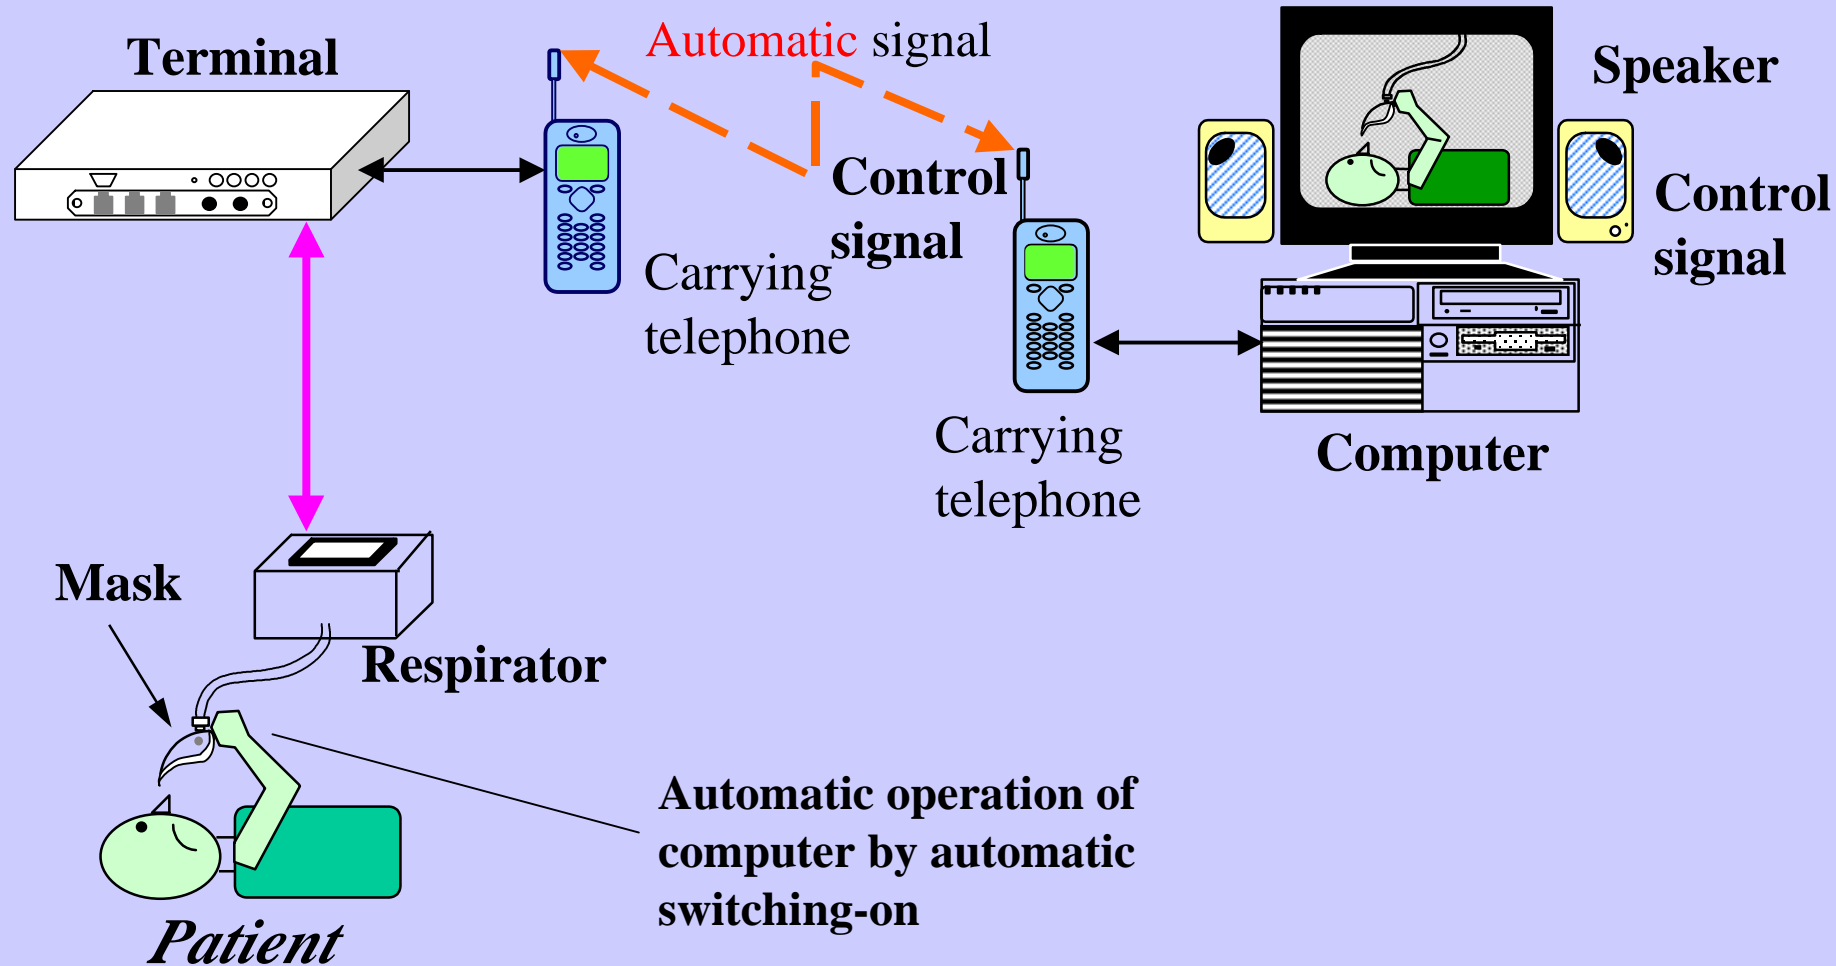 Terminal
Automatic signal
Speaker
Control
signal
Control
signal
Carrying
telephone
Carrying
telephone
Computer
Mask
Respirator
Automatic operation of
computer by automatic
switching-on
Patient